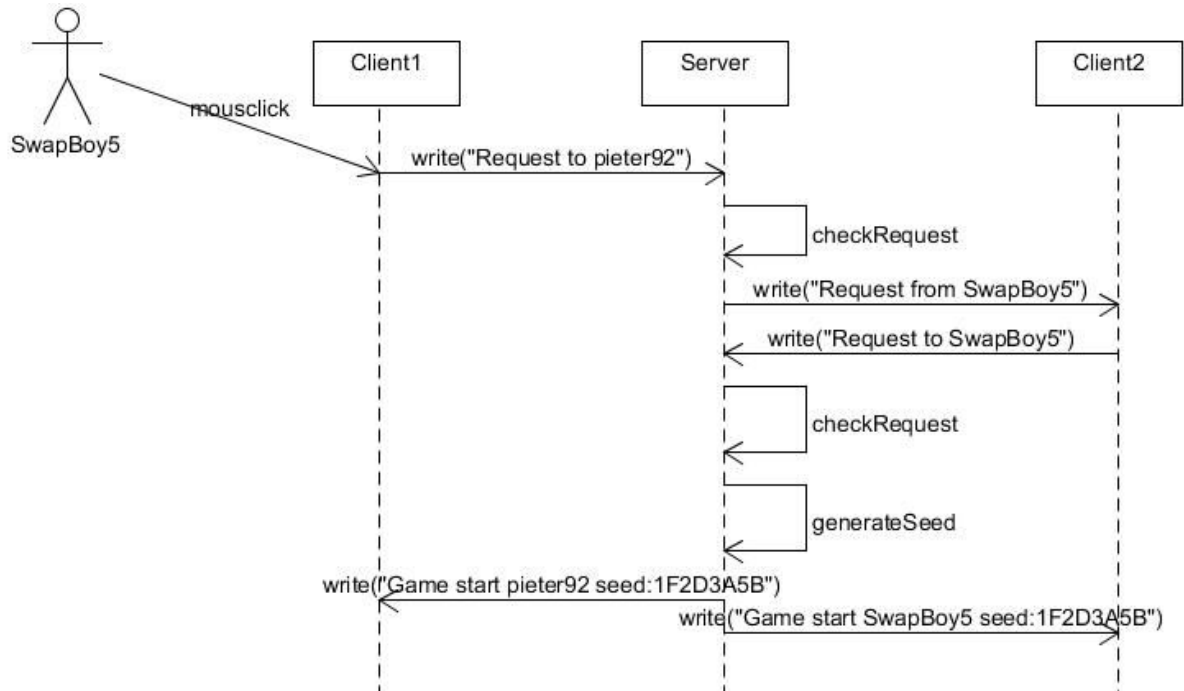 Client1
Server
Client2
mousclick
SwapBoy5
write("Request to pieter92")
checkRequest
write("Request from SwapBoy5")
write("Request to SwapBoy5")
checkRequest
generateSeed
write("Game start pieter92 seed:1F2D3A5B")
write("Game start SwapBoy5 seed:1F2D3A5B")